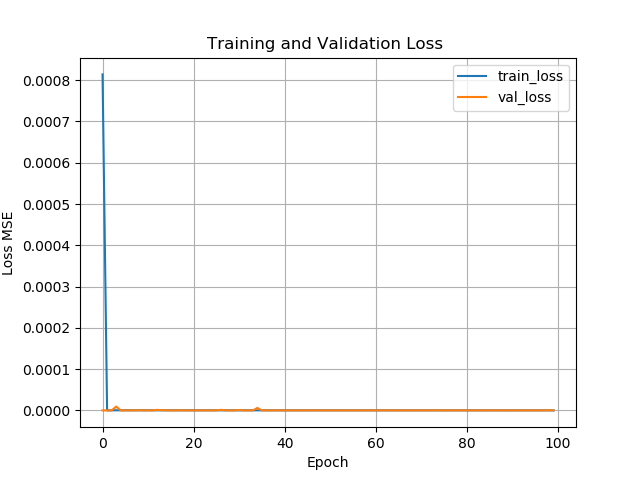 Training and Validation Loss
train_loss
val_loss
0.0008
0.0007
0.0006
0.0005
0.0004
0.0003
0.0002
0.0001
0.0000
Loss MSE
0 20 40 60 80 100
Epoch